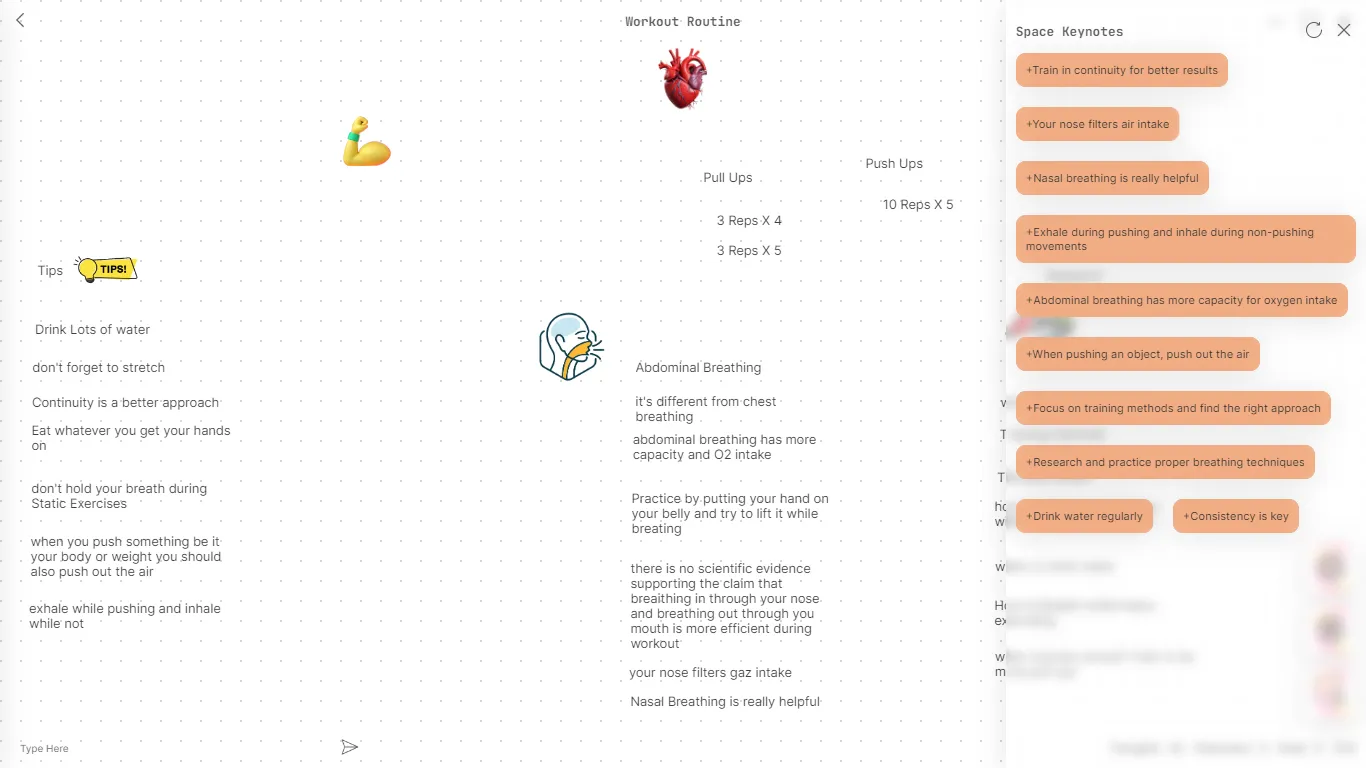 Workout Routine
Pull Ups
3 Reps X 4
3 Reps X 5
Push Ups
10 Reps X 5
Tips
TIPS!
Drink Lots of water
don't forget to stretch
Continuity is a better approach
Eat whatever you get your hands
on
don't hold your breath during
Static Exercises
when you push something be it
your body or weight you should
also push out the air
exhale while pushing and inhale
while not
Abdominal Breathing
it's different from chest
breathing
abdominal breathing has more
capacity and O2 intake
Practice by putting your hand on
your belly and try to lift it while
breating
there is no scientific evidence
supporting the claim that
breaithing in through your nose
and breathing out through you
mouth is more efficient during
workout
your nose filters gaz intake
Nasal Breathing is really helpful
Type Here
Space Keynotes
+Train in continuity for better results
+Your nose filters air intake
+Nasal breathing is really helpful
+Exhale during pushing and inhale during non-pushing
movements
+Abdominal breathing has more capacity for oxygen intake
+When pushing an object, push out the air
+Focus on training methods and find the right approach
+Research and practice proper breathing techniques
+Drink water regularly
+Consistency is key